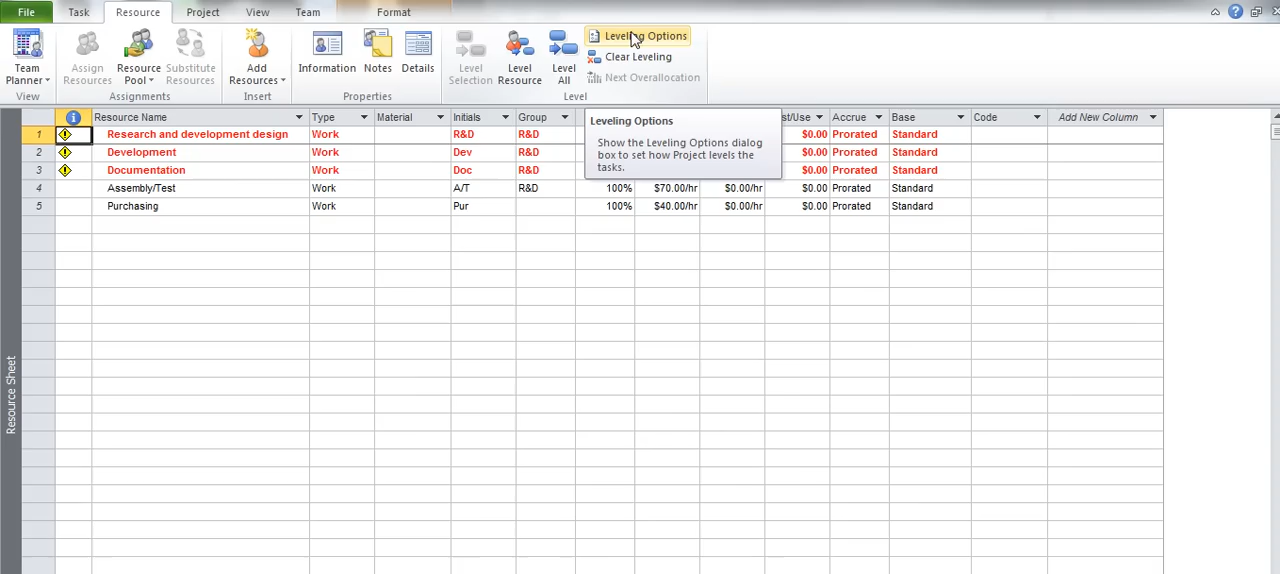 File Task Resource Project View Team Format
Leveling Options
Clear Leveling
Next Overallocation
Team Planner
Assign Resources
Resource Pool
Substitute Resources
Add Resources
Information
Notes
Details
Level Selection
Level Resource
Level All
View Assignments Insert Properties Level
Resource Name Type Material Initials Group st/Use Accrue Base Code Add New Column
1 Research and development design Work R&D R&D $0.00 Prorated Standard
2 Development Work Dev R&D $0.00 Prorated Standard
3 Documentation Work Doc R&D $0.00 Prorated Standard
4 Assembly/Test Work A/T R&D 100% $70.00/hr $0.00/hr $0.00 Prorated Standard
5 Purchasing Work Pur 100% $40.00/hr $0.00/hr $0.00 Prorated Standard
Leveling Options
Show the Leveling Options dialog
box to set how Project levels the
tasks.
Resource Sheet